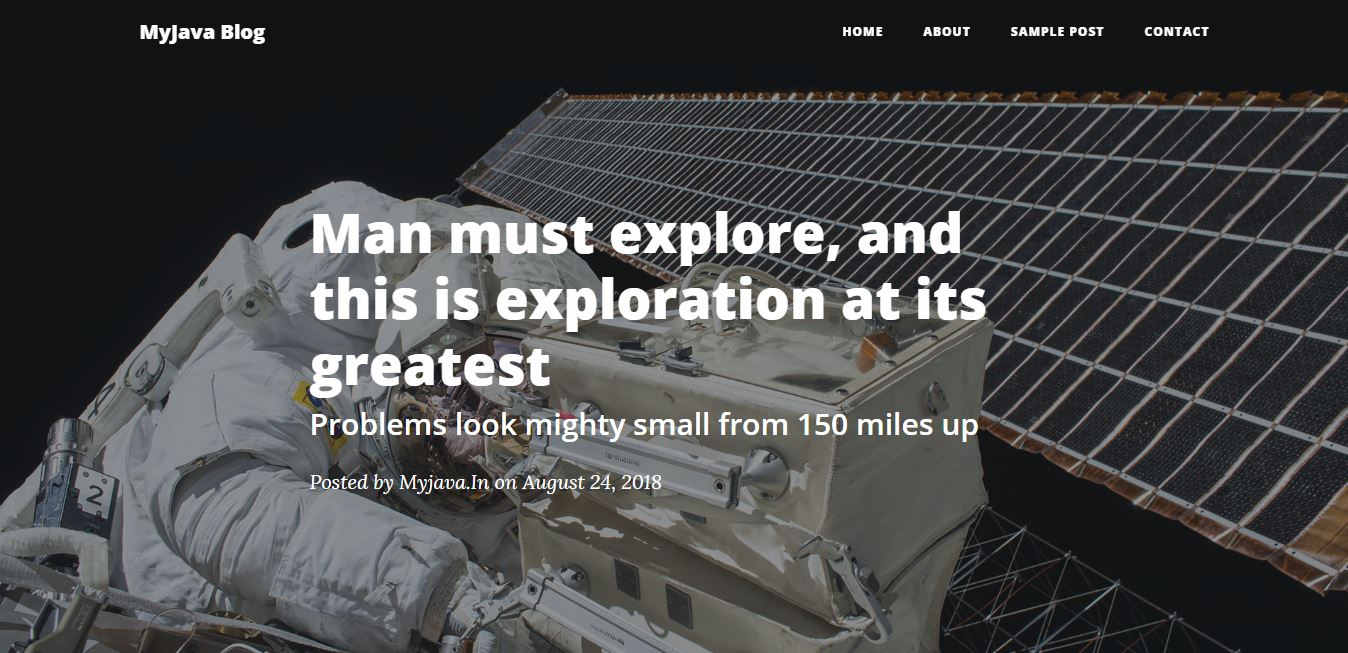 MyJava Blog
HOME ABOUT SAMPLE POST CONTACT
Man must explore, and
this is exploration at its
greatest
Problems look mighty small from 150 miles up
Posted by Myjava.In on August 24, 2018
2